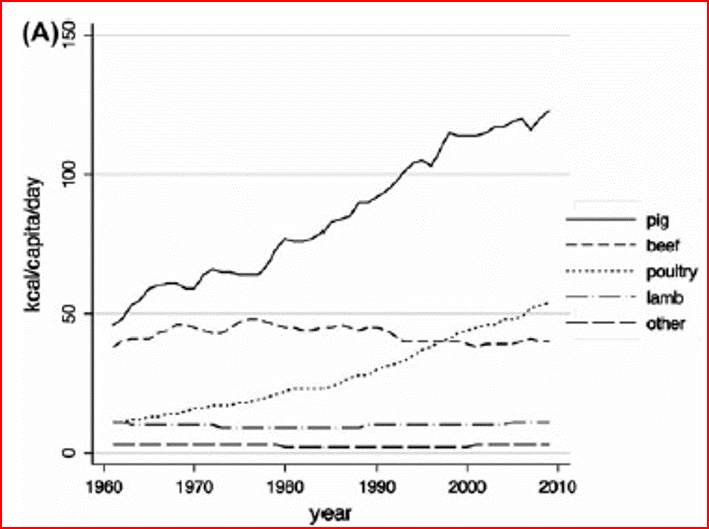 (A)
150
100
50
0
kcal/capita/day
1960 1970 1980 1990 2000 2010
year
pig
beef
poultry
lamb
other